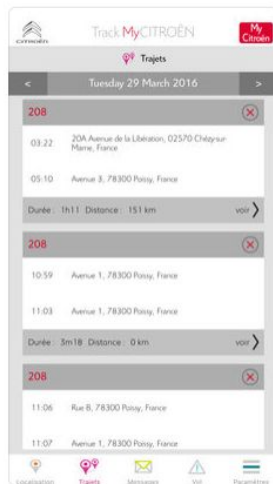 CITROËN
Track MyCITROËN
My
Citroën
Trajets
< Tuesday 29 March 2016 >
208
03:22 20A Avenue de la Libération, 02570 Chézy-sur-
Marne, France
05:10 Avenue 3, 78300 Poissy, France
Durée : 1h11 Distance : 151 km voir
208
10:59 Avenue 1, 78300 Poissy, France
11:03 Avenue 1, 78300 Poissy, France
Durée : 3m18 Distance : 0 km voir
208
11:06 Rue B, 78300 Poissy, France
11:07 Avenue 1, 78300 Poissy, France
Localisation Trajets Messages Vol Paramètres